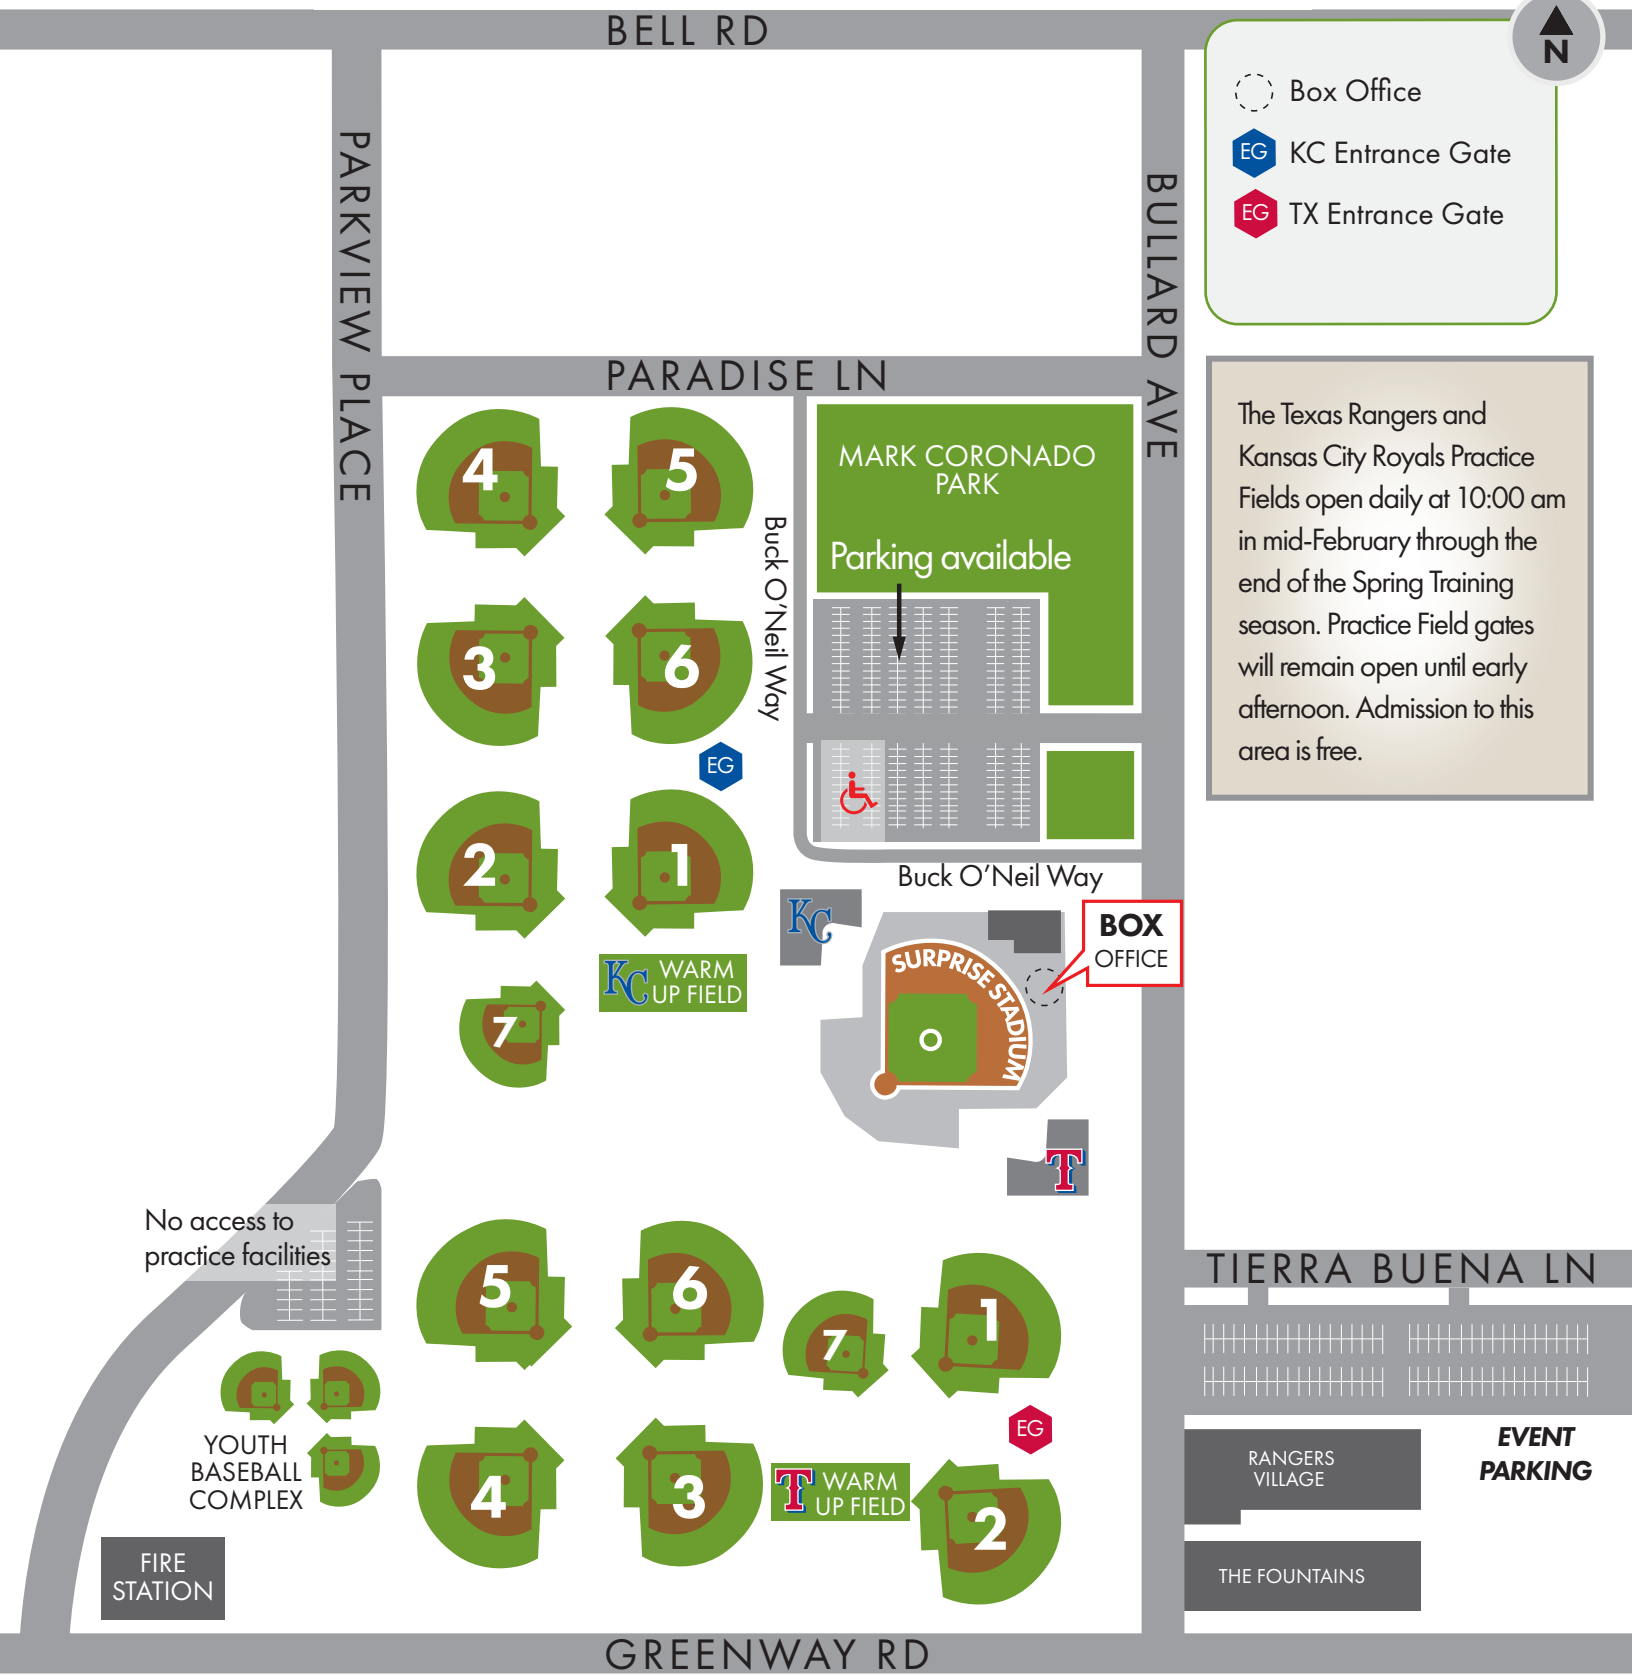 BELL RD
N
Box Office
EG KC Entrance Gate
EG TX Entrance Gate
PARKVIEW PLACE
BULLARD AVE
PARADISE LN
The Texas Rangers and
Kansas City Royals Practice
Fields open daily at 10:00 am
in mid-February through the
end of the Spring Training
season. Practice Field gates
will remain open until early
afternoon. Admission to this
area is free.
MARK CORONADO
PARK
Parking available
4
5
Buck O'Neil Way
3
6
EG
2
1
Buck O'Neil Way
KC
BOX
OFFICE
SURPRISE STADIUM
KC WARM
UP FIELD
7
T
No access to
practice facilities
TIERRA BUENA LN
5
6
7
1
EG
YOUTH
BASEBALL
COMPLEX
4
3
T WARM
UP FIELD
2
EVENT
PARKING
RANGERS
VILLAGE
THE FOUNTAINS
FIRE
STATION
GREENWAY RD